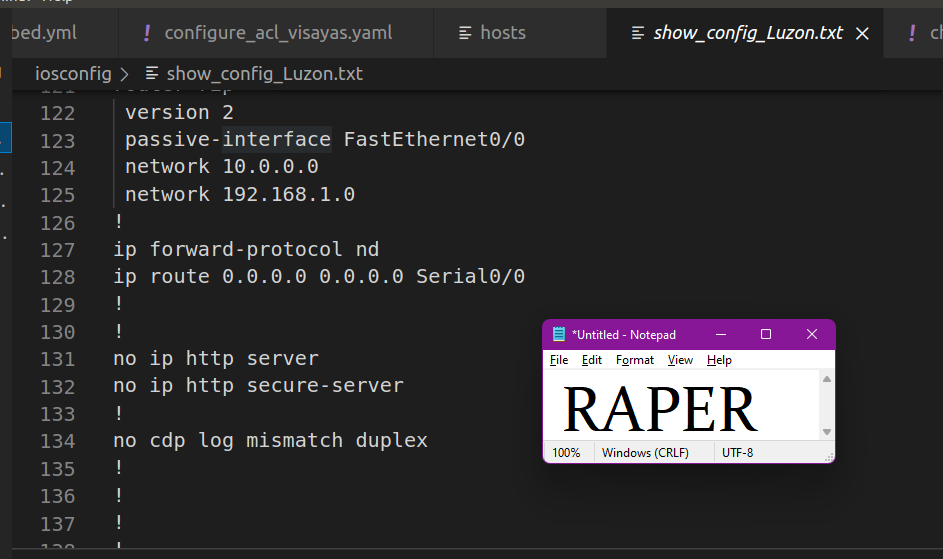 bed.yml
configure_acl_visayas.yaml
hosts
show_config_Luzon.txt
iosconfig > show_config_Luzon.txt
122 version 2
123 passive-interface FastEthernet0/0
124 network 10.0.0.0
125 network 192.168.1.0
126 !
127 ip forward-protocol nd
128 ip route 0.0.0.0 0.0.0.0 Serial0/0
129 !
130 !
131 no ip http server
132 no ip http secure-server
133 !
134 no cdp log mismatch duplex
135 !
136 !
137 !
*Untitled - Notepad
File Edit Format View Help
RAPER
100% Windows (CRLF) UTF-8